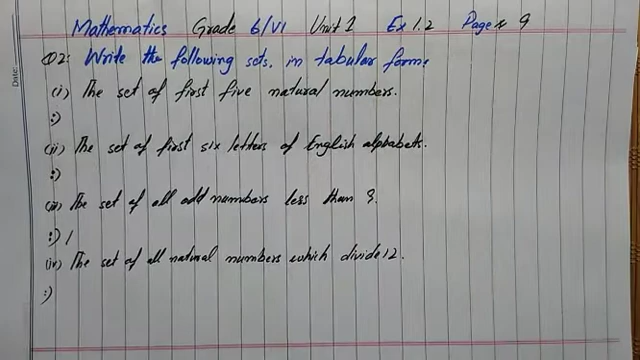 Mathematics Grade 6/VI Unit 1 Ex 1.2 Page # 9
Date:
Q2: Write the following sets, in tabular form:
(i) The set of first five natural numbers.
:)
(ii) The set of first six letters of English alphabets.
:)
(iii) The set of all odd numbers less than 9.
:) /
(iv) The set of all natural numbers which divide 12.
:)